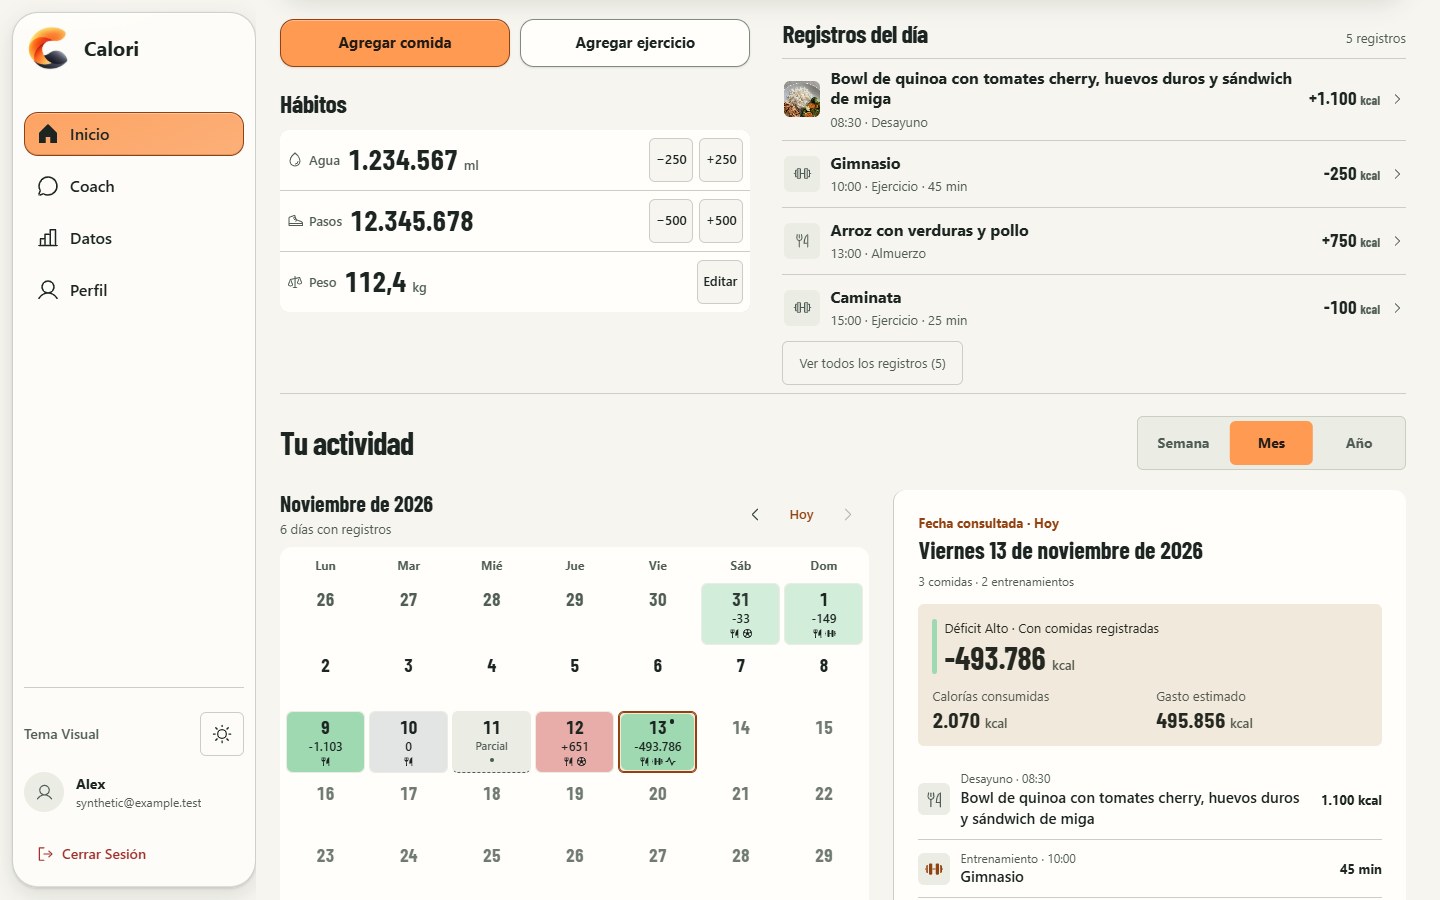 Calori
Inicio
Coach
Datos
Perfil
Tema Visual
Alex
synthetic@example.test
Cerrar Sesión
Agregar comida
Agregar ejercicio
Hábitos
Agua 1.234.567 ml
−250
+250
Pasos 12.345.678
−500
+500
Peso 112,4 kg
Editar
Registros del día
5 registros
Bowl de quinoa con tomates cherry, huevos duros y sándwich
de miga
08:30 · Desayuno
+1.100 kcal
Gimnasio
10:00 · Ejercicio · 45 min
-250 kcal
Arroz con verduras y pollo
13:00 · Almuerzo
+750 kcal
Caminata
15:00 · Ejercicio · 25 min
-100 kcal
Ver todos los registros (5)
Tu actividad
Semana
Mes
Año
Noviembre de 2026
6 días con registros
Hoy
Lun Mar Mié Jue Vie Sáb Dom
26 27 28 29 30 31 1
-33 -149
2 3 4 5 6 7 8
9 10 11 12 13 14 15
-1.103 0 Parcial +651 -493.786
16 17 18 19 20 21 22
23 24 25 26 27 28 29
Fecha consultada · Hoy
Viernes 13 de noviembre de 2026
3 comidas · 2 entrenamientos
Déficit Alto · Con comidas registradas
-493.786 kcal
Calorías consumidas
2.070 kcal
Gasto estimado
495.856 kcal
Desayuno · 08:30
Bowl de quinoa con tomates cherry, huevos duros
y sándwich de miga
1.100 kcal
Entrenamiento · 10:00
Gimnasio
45 min